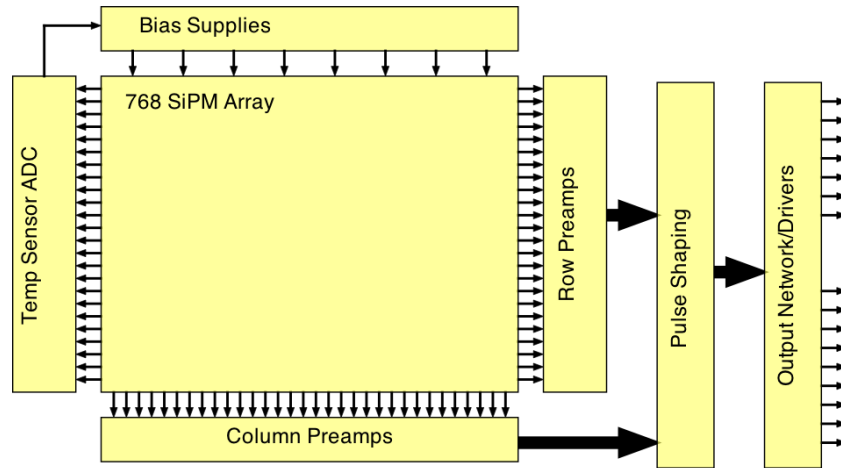 Bias Supplies
768 SiPM Array
Temp Sensor ADC
Row Preamps
Pulse Shaping
Output Network/Drivers
Column Preamps